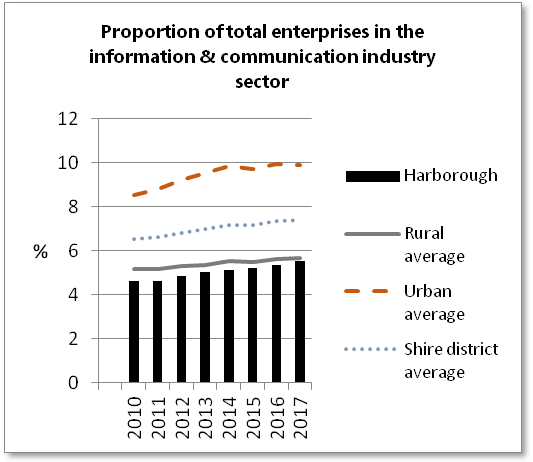 Proportion of total enterprises in the
information & communication industry
sector
12
10
8
6
4
2
0
%
2010
2011
2012
2013
2014
2015
2016
2017
Harborough
Rural
average
Urban
average
Shire district
average